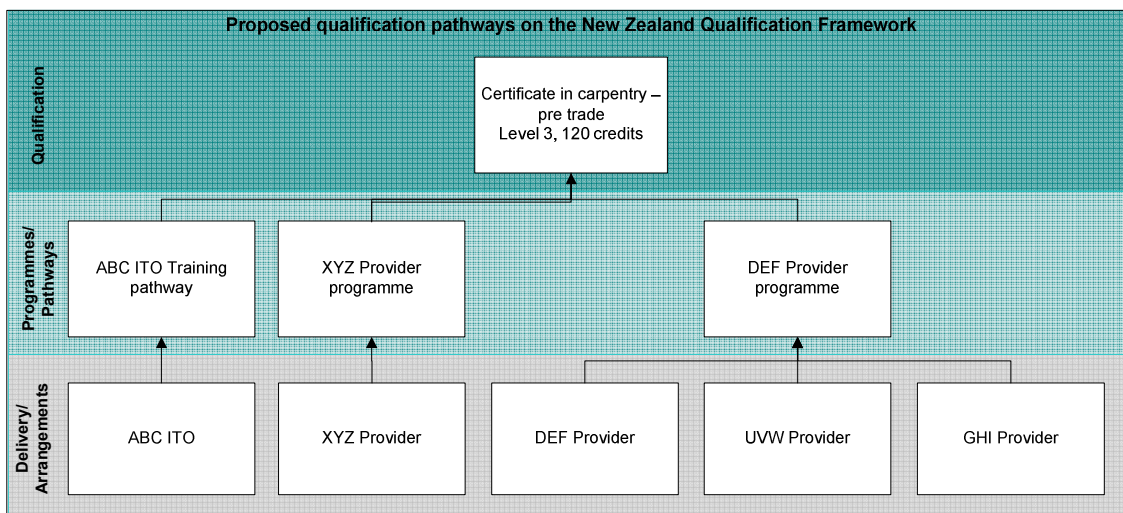 Proposed qualification pathways on the New Zealand Qualification Framework
Qualification
Certificate in carpentry –
pre trade
Level 3, 120 credits
Programmes/
Pathways
ABC ITO Training
pathway
XYZ Provider
programme
DEF Provider
programme
Delivery/
Arrangements
ABC ITO
XYZ Provider
DEF Provider
UVW Provider
GHI Provider